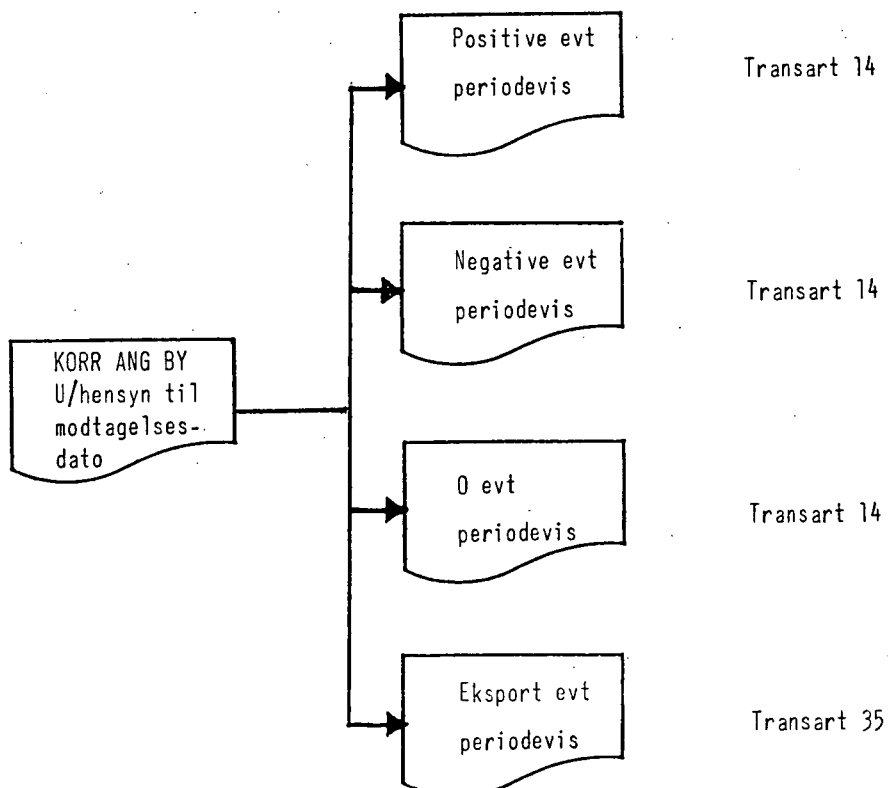 Positive evt
periodevis
Transart 14
Negative evt
periodevis
Transart 14
KORR ANG BY
U/hensyn til
modtagelses-
dato
0 evt
periodevis
Transart 14
Eksport evt
periodevis
Transart 35